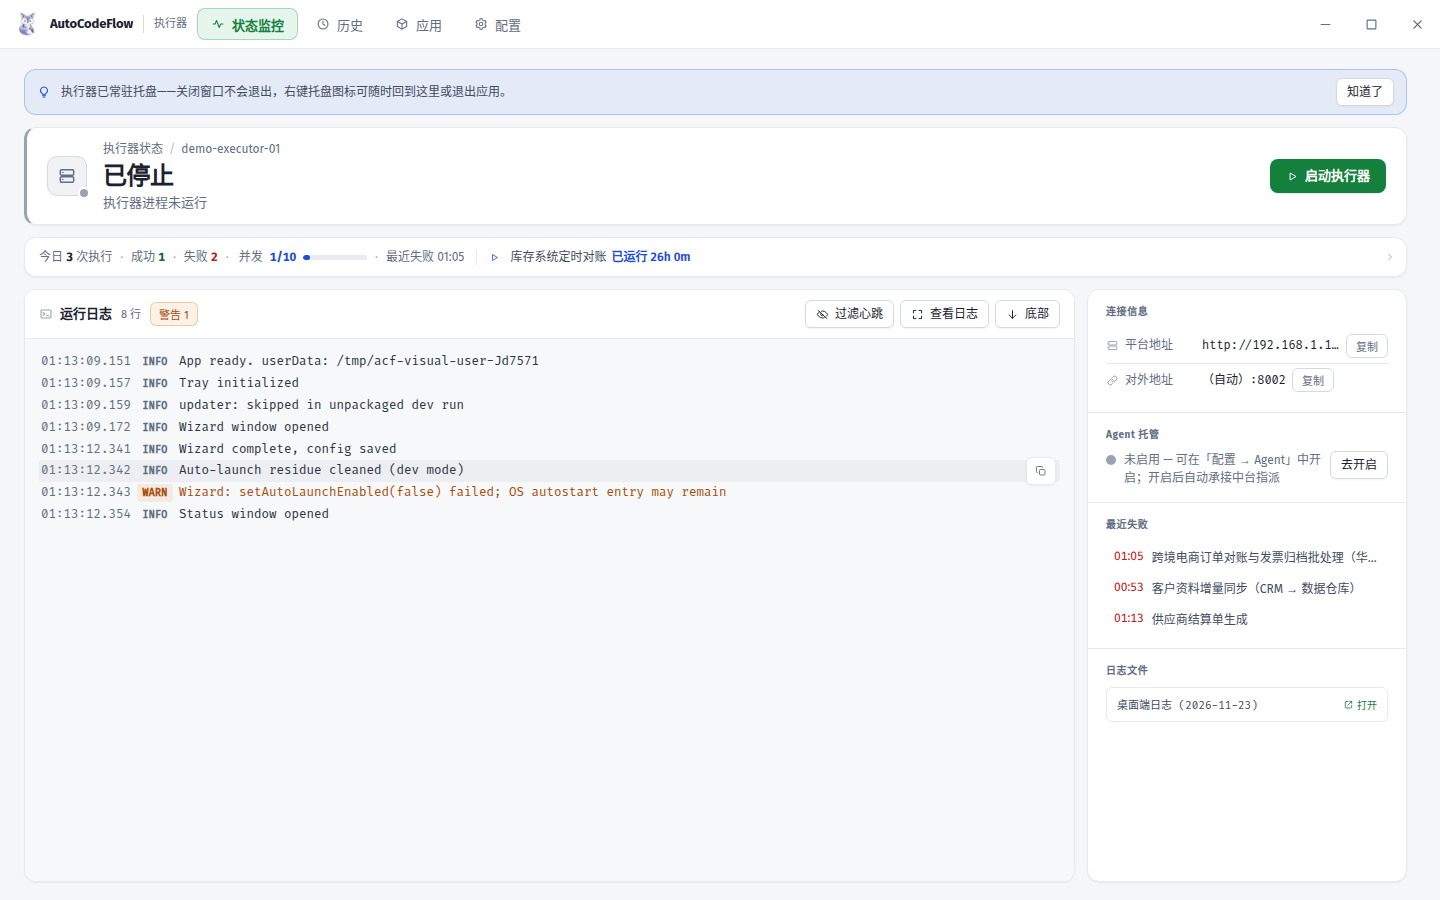 AutoCodeFlow 执行器 状态监控 历史 应用 配置
执行器已常驻托盘——关闭窗口不会退出，右键托盘图标可随时回到这里或退出应用。 知道了
执行器状态 / demo-executor-01
已停止
执行器进程未运行
启动执行器
今日 3 次执行 · 成功 1 · 失败 2 · 并发 1/10 · 最近失败 01:05 库存系统定时对账 已运行 26h 0m
运行日志 8 行 警告 1 过滤心跳 查看日志 底部
01:13:09.151 INFO App ready. userData: /tmp/acf-visual-user-Jd7571
01:13:09.157 INFO Tray initialized
01:13:09.159 INFO updater: skipped in unpackaged dev run
01:13:09.172 INFO Wizard window opened
01:13:12.341 INFO Wizard complete, config saved
01:13:12.342 INFO Auto-launch residue cleaned (dev mode)
01:13:12.343 WARN Wizard: setAutoLaunchEnabled(false) failed; OS autostart entry may remain
01:13:12.354 INFO Status window opened
连接信息
平台地址 http://192.168.1.1… 复制
对外地址 （自动）:8002 复制
Agent 托管
未启用 — 可在「配置 → Agent」中开
启；开启后自动承接中台指派
去开启
最近失败
01:05 跨境电商订单对账与发票归档批处理（华…
00:53 客户资料增量同步（CRM → 数据仓库）
01:13 供应商结算单生成
日志文件
桌面端日志（2026-11-23） 打开